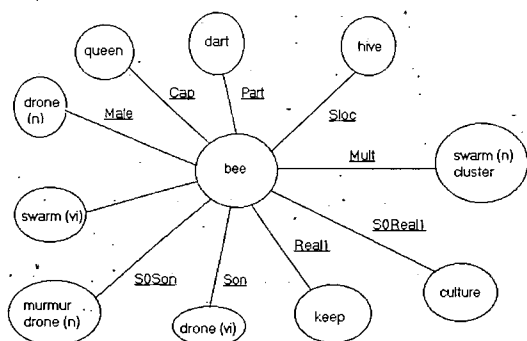 queen
dart
hive
drone
(n)
Male
Cap
Part
Sloc
bee
Mult
swarm (n)
cluster
swarm (vi)
S0Son
Son
Real1
S0Real1
murmur
drone (n)
drone (vi)
keep
culture